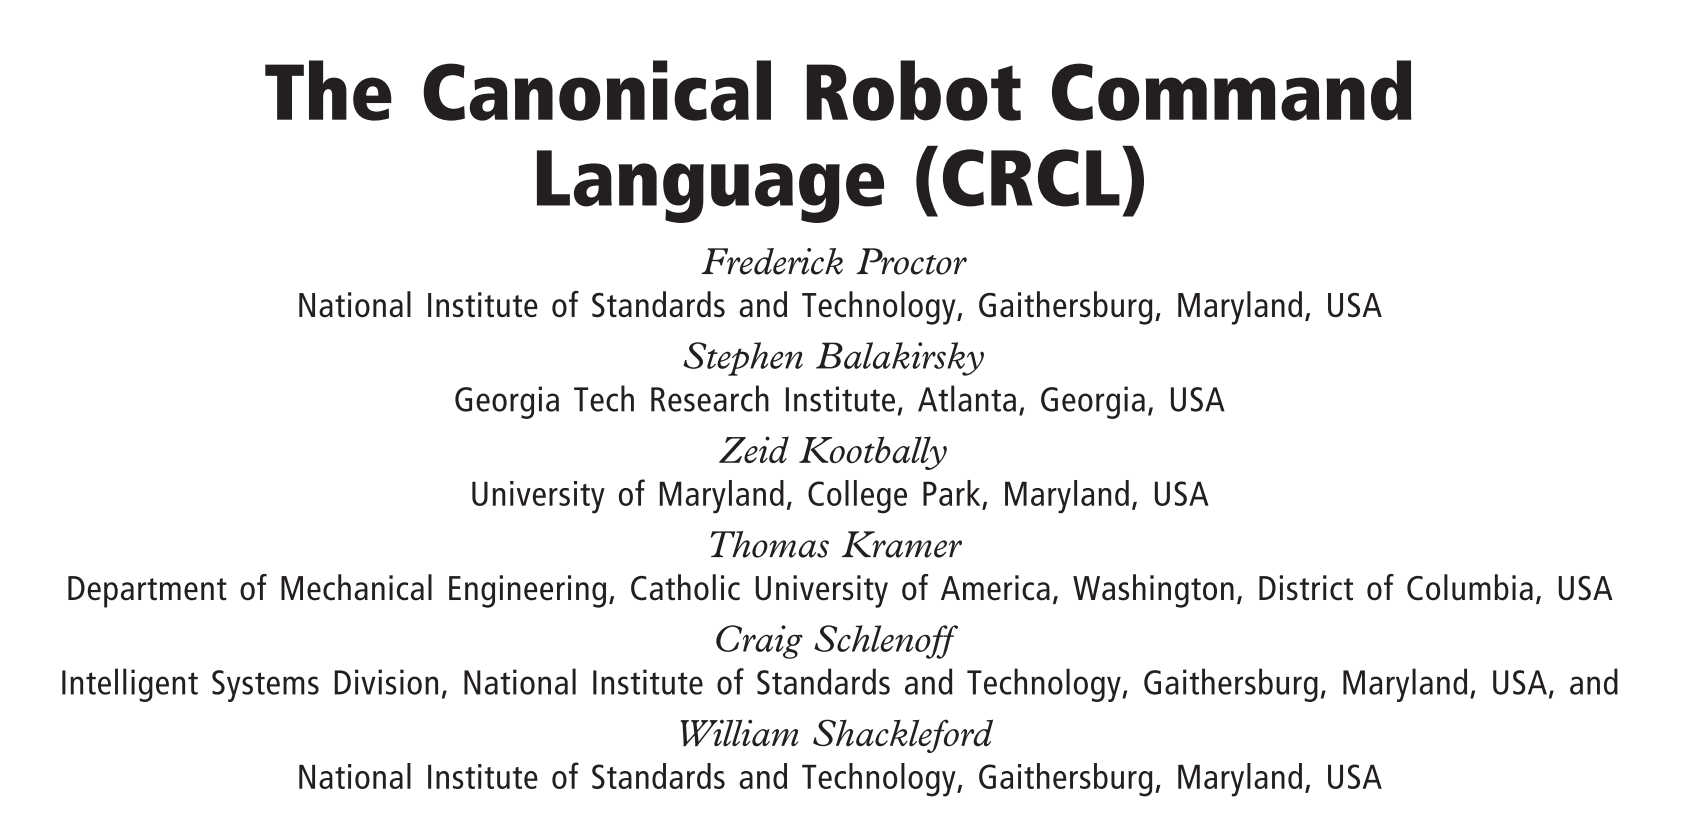 The Canonical Robot Command
Language (CRCL)
Frederick Proctor
National Institute of Standards and Technology, Gaithersburg, Maryland, USA
Stephen Balakirsky
Georgia Tech Research Institute, Atlanta, Georgia, USA
Zeid Kootbally
University of Maryland, College Park, Maryland, USA
Thomas Kramer
Department of Mechanical Engineering, Catholic University of America, Washington, District of Columbia, USA
Craig Schlenoff
Intelligent Systems Division, National Institute of Standards and Technology, Gaithersburg, Maryland, USA, and
William Shackleford
National Institute of Standards and Technology, Gaithersburg, Maryland, USA